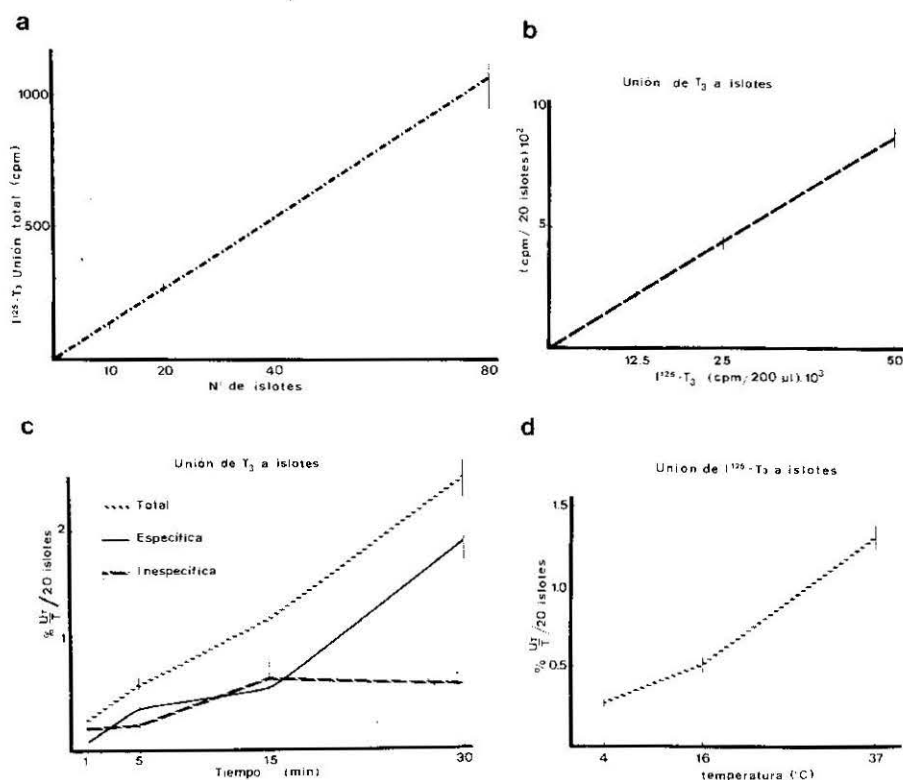 a
I¹²⁵-T₃ Unión total (cpm)
1000
500
10 20 40 80
Nº de islotes
b
Unión de T₃ a islotes
(cpm/20 islotes).10²
10
5
12.5 25 50
I¹²⁵-T₃ (cpm/200 µl).10³
c
Unión de T₃ a islotes
% UT/T /20 islotes
2
1
Total
Específica
Inespecífica
1 5 15 30
Tiempo (min)
d
Unión de I¹²⁵-T₃ a islotes
% UT/T /20 islotes
1.5
1.0
0.5
4 16 37
temperatura (°C)